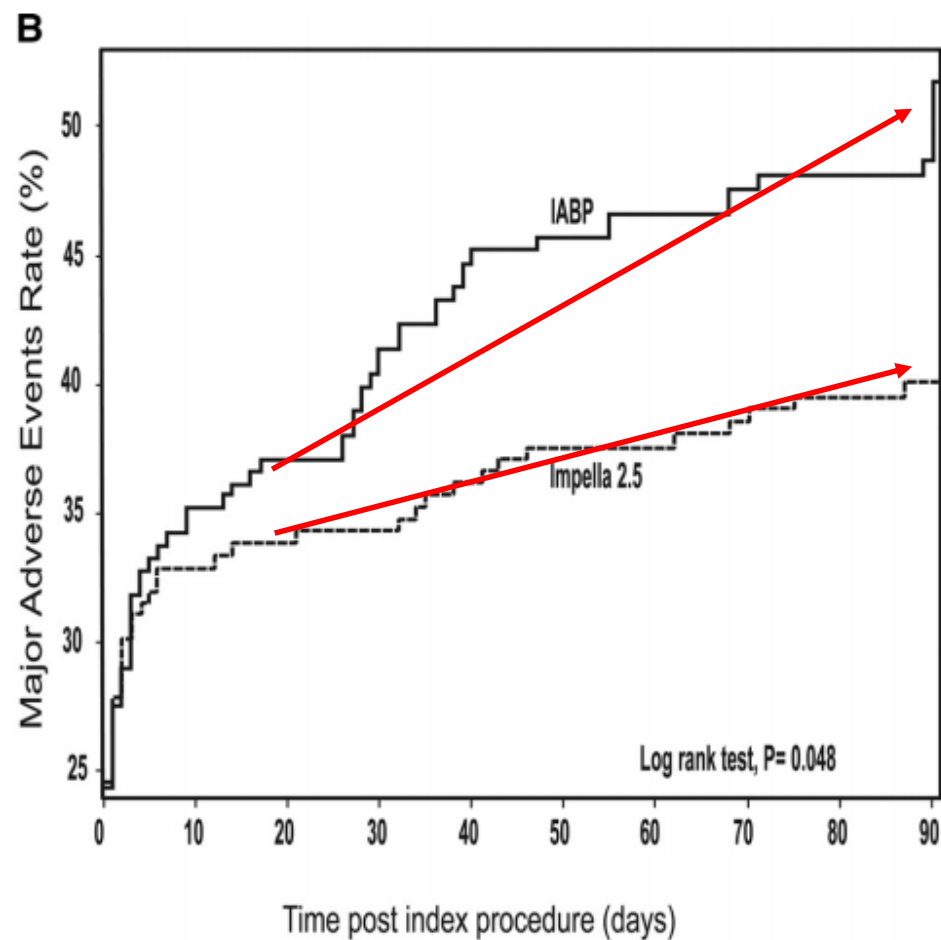 B
Major Adverse Events Rate (%)
50
45
40
35
30
25
IABP
Impella 2.5
Log rank test, P= 0.048
0 10 20 30 40 50 60 70 80 90
Time post index procedure (days)